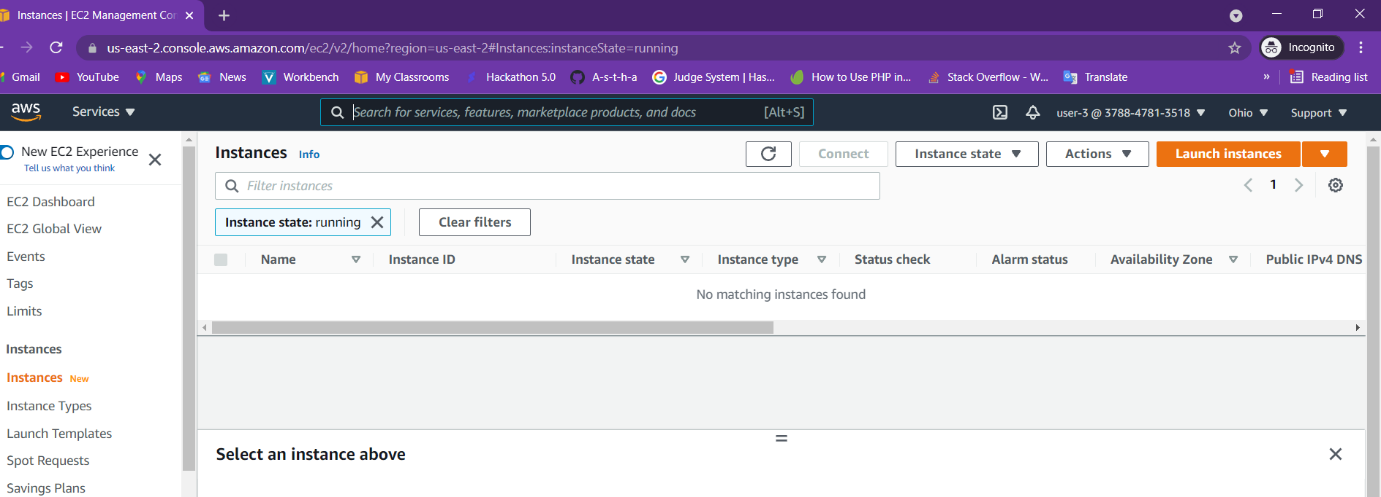 Instances | EC2 Management Con
us-east-2.console.aws.amazon.com/ec2/v2/home?region=us-east-2#Instances:instanceState=running
Incognito
Gmail YouTube Maps News Workbench My Classrooms Hackathon 5.0 A-s-t-h-a Judge System | Has... How to Use PHP in... Stack Overflow - W... Translate » Reading list
aws Services Search for services, features, marketplace products, and docs [Alt+S] user-3 @ 3788-4781-3518 Ohio Support
New EC2 Experience
Tell us what you think
EC2 Dashboard
EC2 Global View
Events
Tags
Limits
Instances
Instances New
Instance Types
Launch Templates
Spot Requests
Savings Plans
Instances Info Connect Instance state Actions Launch instances
Filter instances 1
Instance state: running Clear filters
Name Instance ID Instance state Instance type Status check Alarm status Availability Zone Public IPv4 DNS
No matching instances found
Select an instance above